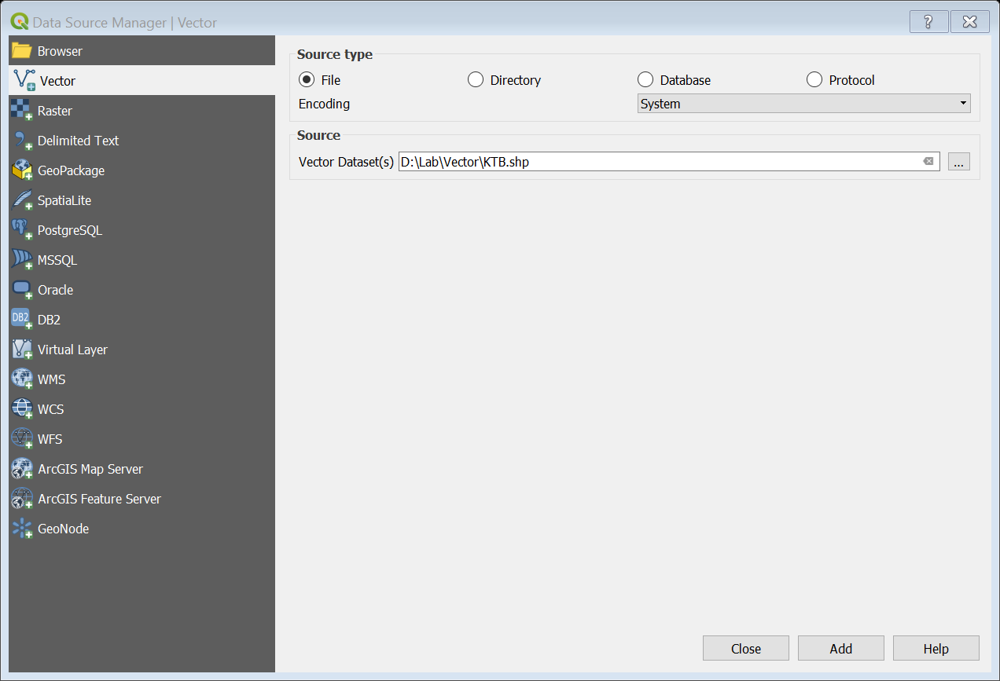 Data Source Manager | Vector
Browser
Vector
Raster
Delimited Text
GeoPackage
SpatiaLite
PostgreSQL
MSSQL
Oracle
DB2
DB2
Virtual Layer
WMS
WCS
WFS
ArcGIS Map Server
ArcGIS Feature Server
GeoNode
Source type
File Directory Database Protocol
Encoding System
Source
Vector Dataset(s) D:\Lab\Vector\KTB.shp ...
Close Add Help